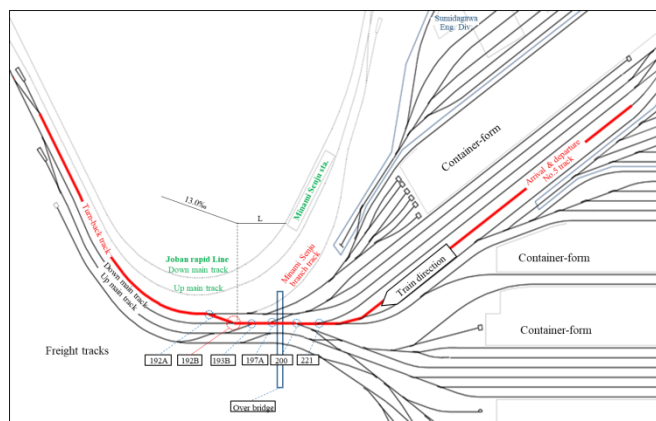 Sumidagawa
Eng. Div.
Container-form
Arrival & departure
No.5 track
Minami Senju sta.
13.0‰
L
Turn-back track
Joban rapid Line
Down main track
Up main track
Minami Senju
branch track
Train direction
Container-form
Down main track
Up main track
Container-form
Freight tracks
192A
192B
193B
197A
200
221
Over bridge